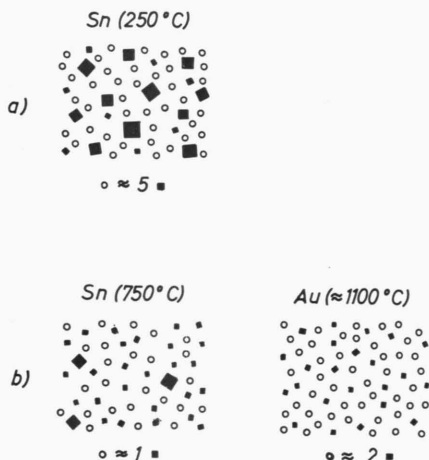 Sn (250°C)
a)
o ≈ 5 ■
Sn (750°C) Au (≈1100°C)
b)
o ≈ 1 ■ o ≈ 2 ■